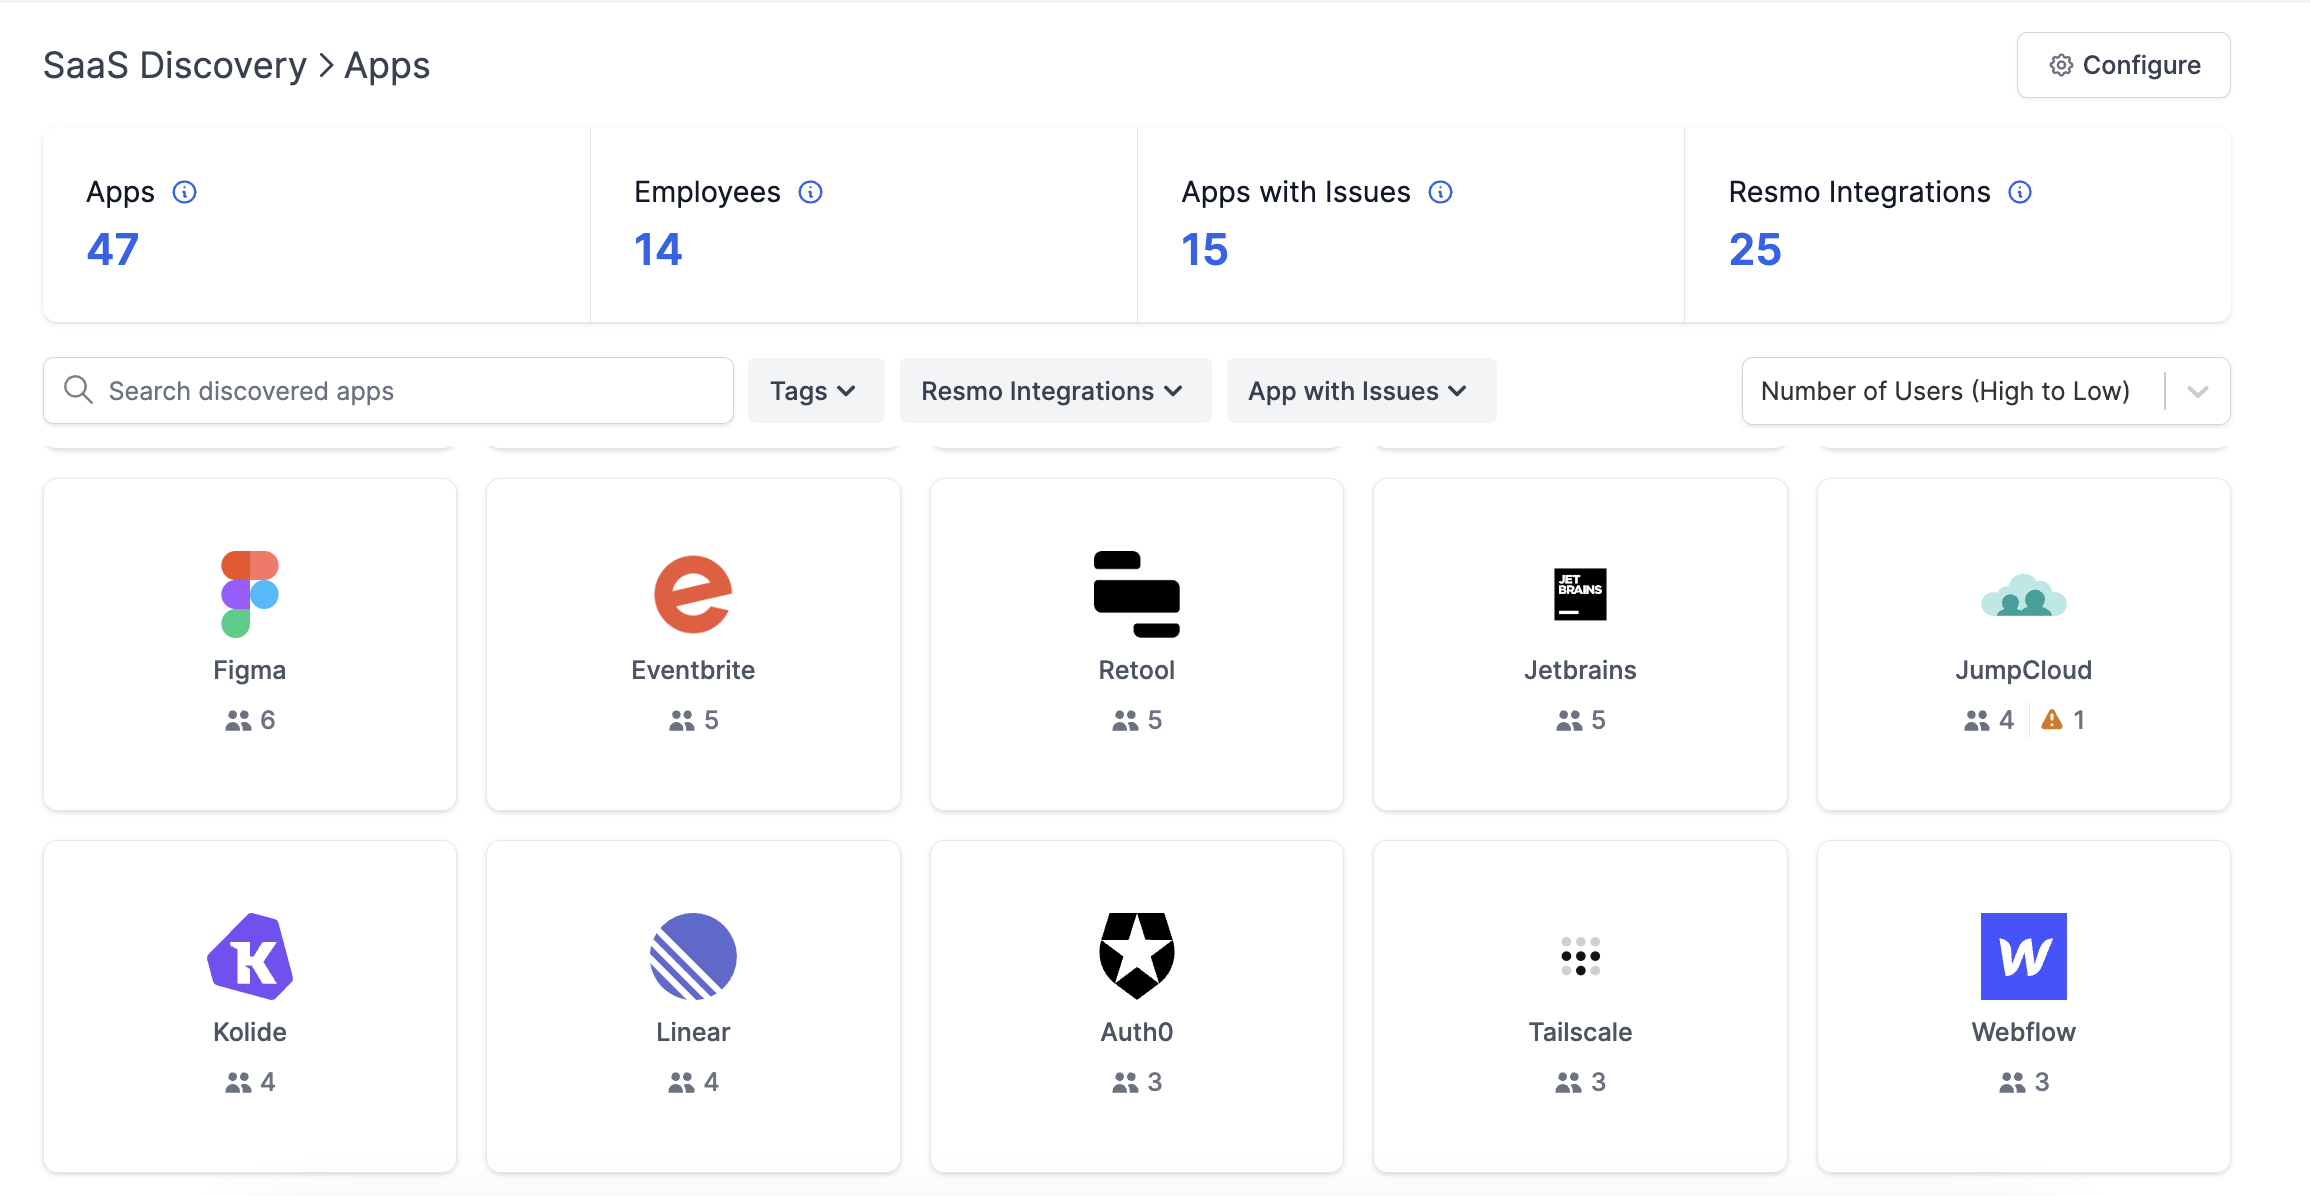 SaaS Discovery > Apps
Configure
Apps
47
Employees
14
Apps with Issues
15
Resmo Integrations
25
Search discovered apps
Tags
Resmo Integrations
App with Issues
Number of Users (High to Low)
Figma
6
Eventbrite
5
Retool
5
JET
BRAINS
Jetbrains
5
JumpCloud
4
1
K
Kolide
4
Linear
4
Auth0
3
Tailscale
3
W
Webflow
3